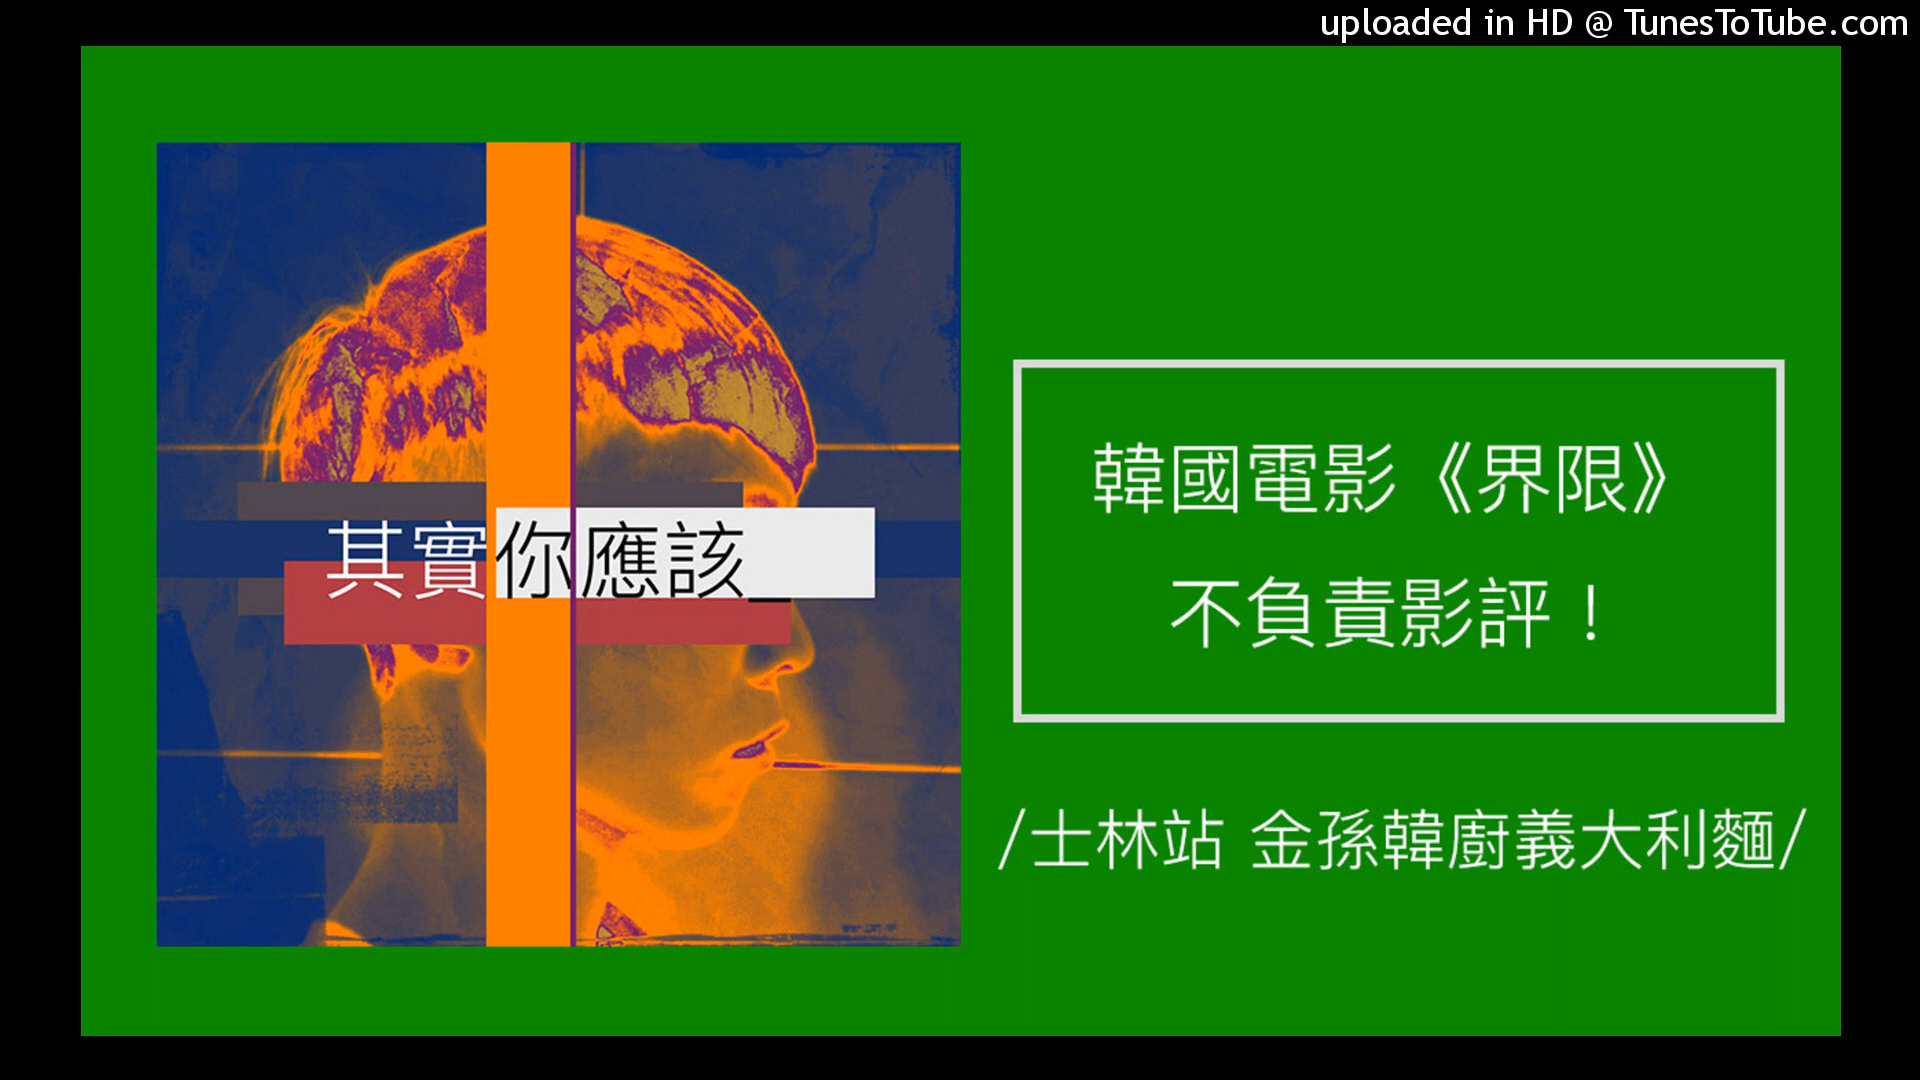 uploaded in HD @ TunesToTube.com
其實你應該_
韓國電影《界限》
不負責影評！
/士林站 金孫韓廚義大利麵/